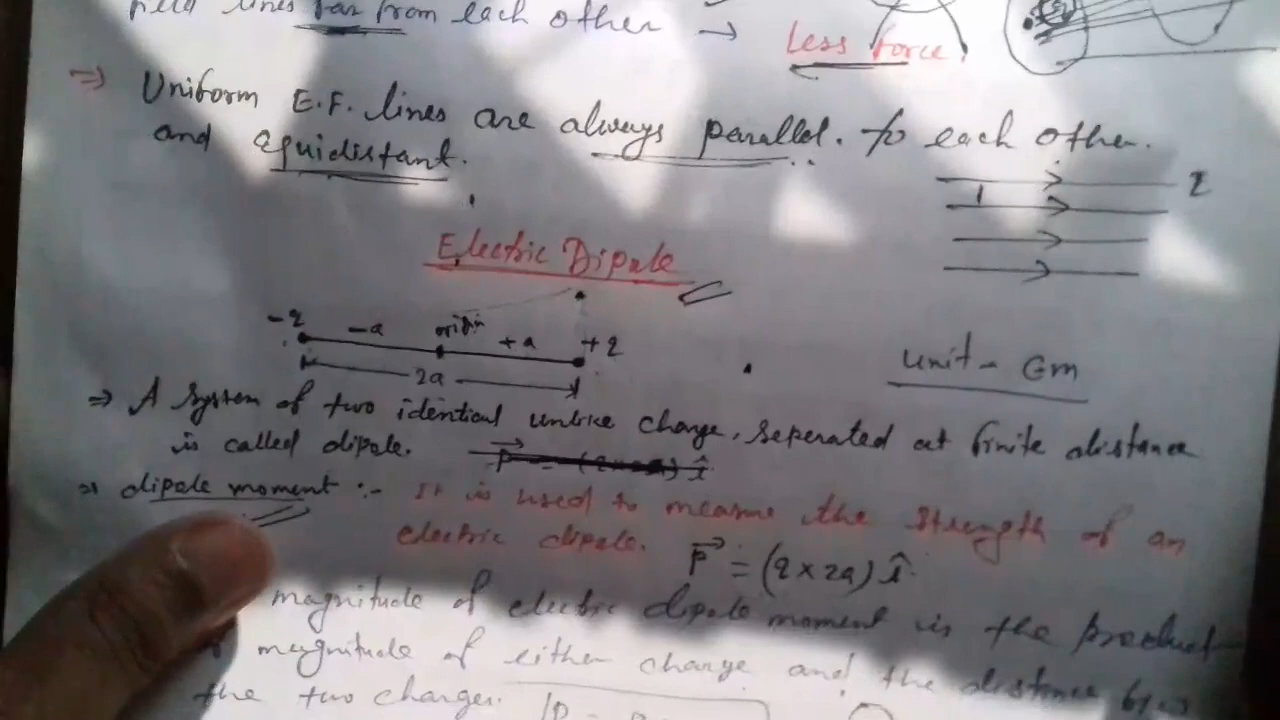 field lines far from each other → Less force
⇒ Uniform E.F. lines are always parallel. to each other.
and equidistant.
Electric Dipole
-q -a origin +a +q
2a
unit - Cm
⇒ A system of two identical unlike charge, seperated at finite distance
is called dipole.
⇒ dipole moment :- It is used to measure the strength of an
electric dipole. P⃗ = (q × 2a) î
magnitude of electric dipole moment is the product
magnitude of either charge and the distance
the two charges.